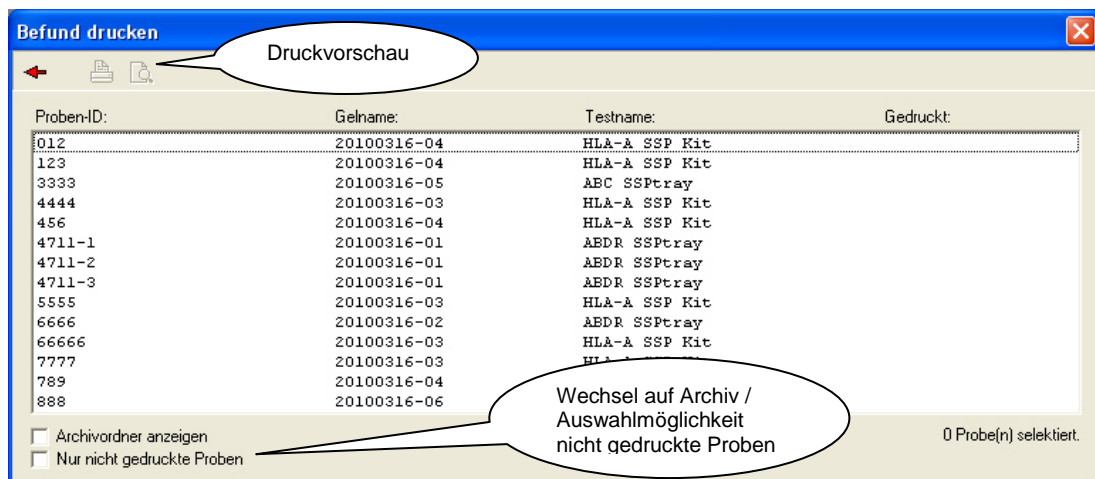 Befund drucken
Druckvorschau
Proben-ID: Gelname: Testname: Gedruckt:
012 20100316-04 HLA-A SSP Kit
123 20100316-04 HLA-A SSP Kit
3333 20100316-05 ABC SSPtray
4444 20100316-03 HLA-A SSP Kit
456 20100316-04 HLA-A SSP Kit
4711-1 20100316-01 ABDR SSPtray
4711-2 20100316-01 ABDR SSPtray
4711-3 20100316-01 ABDR SSPtray
5555 20100316-03 HLA-A SSP Kit
6666 20100316-02 ABDR SSPtray
66666 20100316-03 HLA-A SSP Kit
7777 20100316-03
789 20100316-04
888 20100316-06
Wechsel auf Archiv /
Auswahlmöglichkeit
nicht gedruckte Proben
Archivordner anzeigen
0 Probe(n) selektiert.
Nur nicht gedruckte Proben